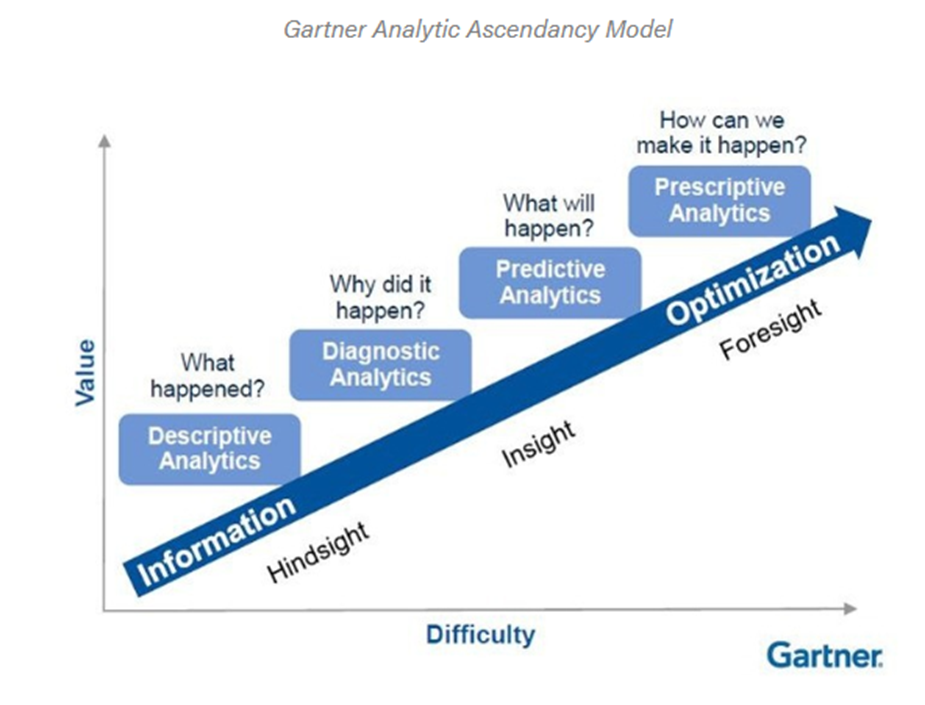 Gartner Analytic Ascendancy Model
How can we
make it happen?
Prescriptive
Analytics
What will
happen?
Predictive
Analytics
Why did it
happen?
Diagnostic
Analytics
What
happened?
Descriptive
Analytics
Value
Information
Optimization
Hindsight
Insight
Foresight
Difficulty
Gartner.